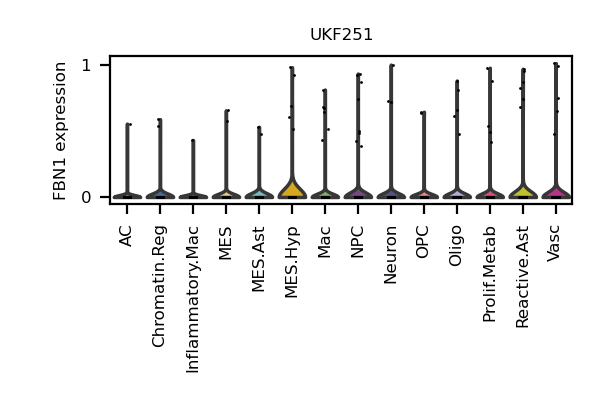 UKF251
FBN1 expression
1
0
AC
Chromatin.Reg
Inflammatory.Mac
MES
MES.Ast
MES.Hyp
Mac
NPC
Neuron
OPC
Oligo
Prolif.Metab
Reactive.Ast
Vasc